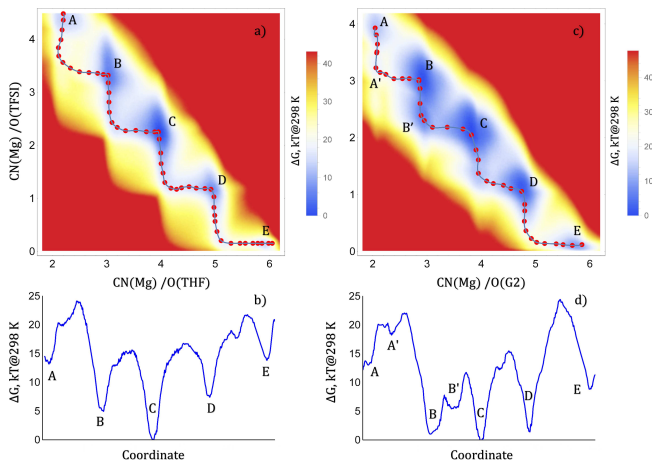 a)
A
B
C
D
E
CN(Mg) /O(TFSI)
4
3
2
1
0
2
3
4
5
6
CN(Mg) /O(THF)
40
30
20
10
0
ΔG, kT@298 K
c)
A
A'
B
B'
C
D
E
4
3
2
1
0
2
3
4
5
6
CN(Mg) /O(G2)
40
30
20
10
0
ΔG, kT@298 K
b)
ΔG, kT@298 K
25
20
15
10
5
0
A
B
C
D
E
Coordinate
d)
ΔG, kT@298 K
25
20
15
10
5
0
A
A'
B
B'
C
D
E
Coordinate